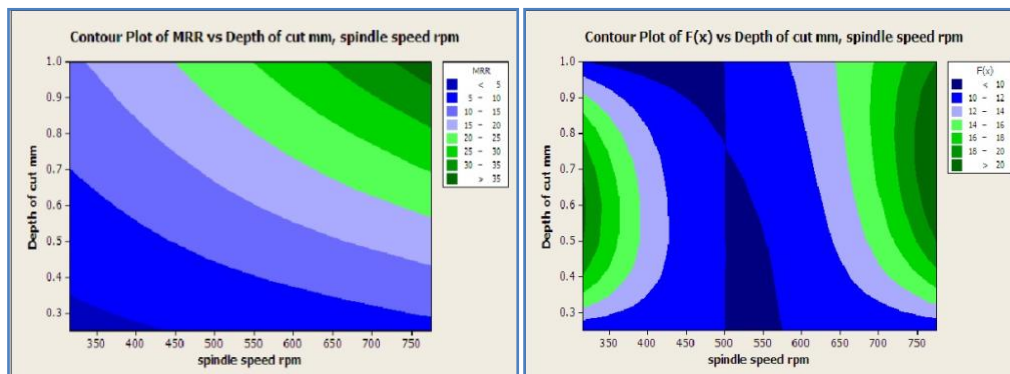 Contour Plot of MRR vs Depth of cut mm, spindle speed rpm
1.0
0.9
0.8
0.7
0.6
0.5
0.4
0.3
Depth of cut mm
350 400 450 500 550 600 650 700 750
spindle speed rpm
MRR
< 5
5 – 10
10 – 15
15 – 20
20 – 25
25 – 30
30 – 35
> 35
Contour Plot of F(x) vs Depth of cut mm, spindle speed rpm
1.0
0.9
0.8
0.7
0.6
0.5
0.4
0.3
Depth of cut mm
350 400 450 500 550 600 650 700 750
spindle speed rpm
F(x)
< 10
10 – 12
12 – 14
14 – 16
16 – 18
18 – 20
> 20